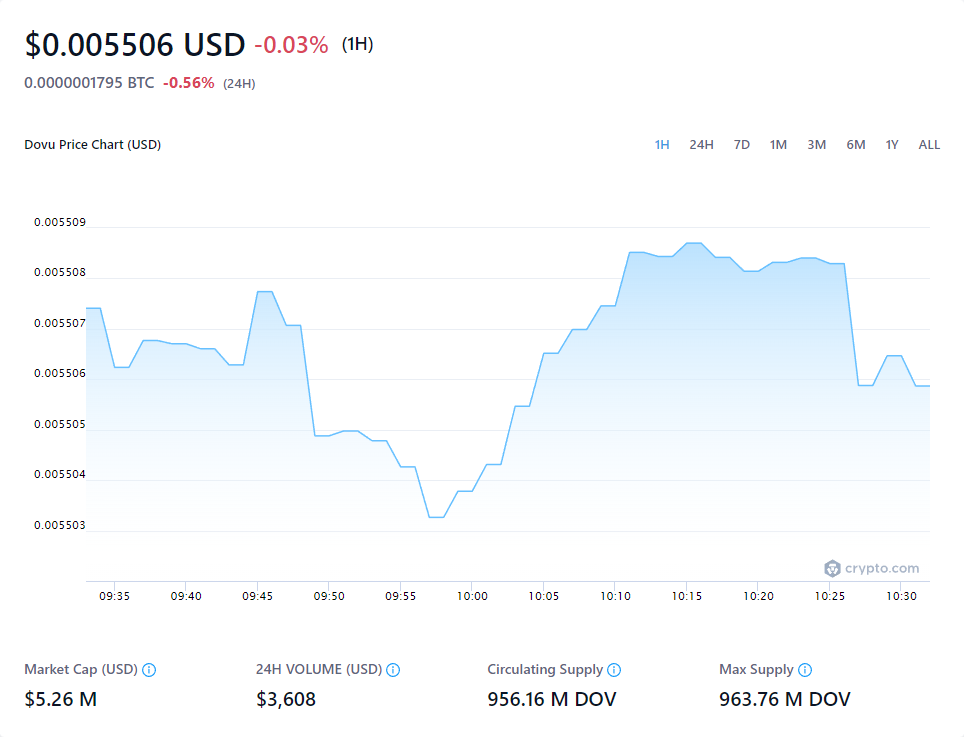 $0.005506 USD -0.03% (1H)
0.0000001795 BTC -0.56% (24H)
Dovu Price Chart (USD)
1H 24H 7D 1M 3M 6M 1Y ALL
0.005509
0.005508
0.005507
0.005506
0.005505
0.005504
0.005503
crypto.com
09:35 09:40 09:45 09:50 09:55 10:00 10:05 10:10 10:15 10:20 10:25 10:30
Market Cap (USD) 24H VOLUME (USD) Circulating Supply Max Supply
$5.26 M $3,608 956.16 M DOV 963.76 M DOV